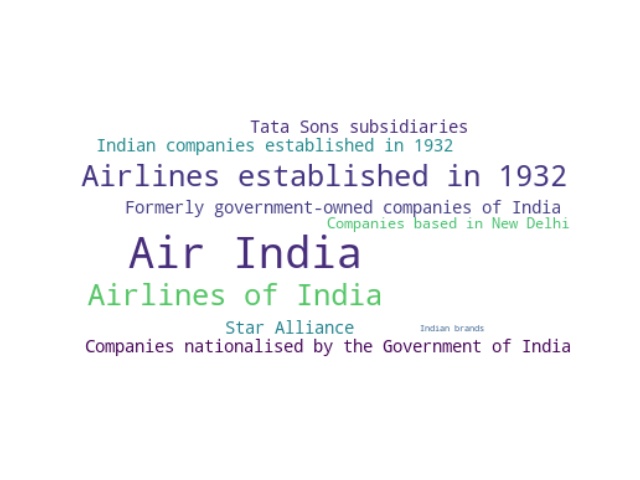 Tata Sons subsidiaries
Indian companies established in 1932
Airlines established in 1932
Formerly government-owned companies of India
Companies based in New Delhi
Air India
Airlines of India
Star Alliance
Indian brands
Companies nationalised by the Government of India